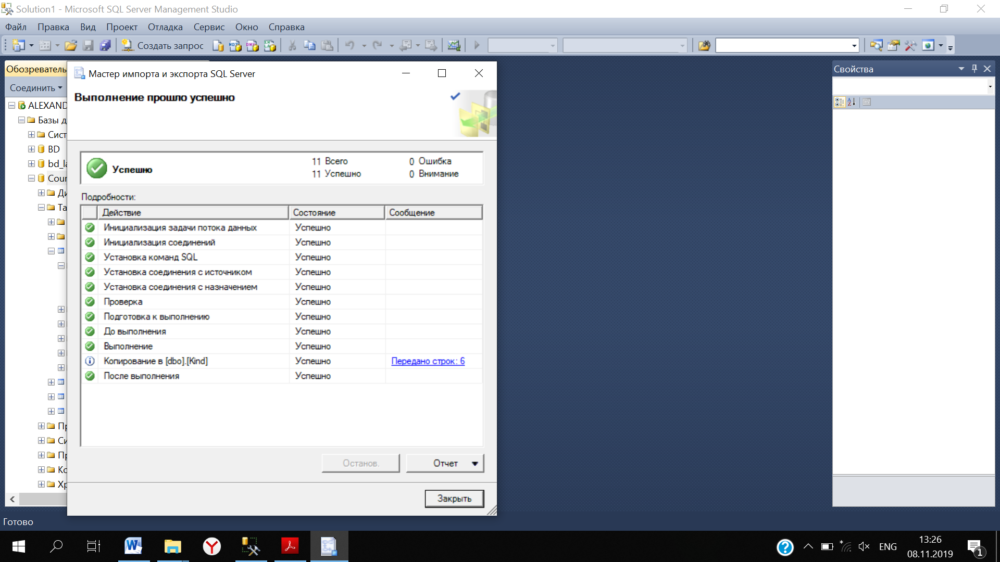 Solution1 - Microsoft SQL Server Management Studio
Файл Правка Вид Проект Отладка Сервис Окно Справка
Создать запрос
Обозреватель
Соединить
ALEXAND
Базы д
Сист
BD
bd_la
Cour
Ди
Та
Пр
Си
Пр
Ко
Хр
Мастер импорта и экспорта SQL Server
Выполнение прошло успешно
Успешно
11 Всего 0 Ошибка
11 Успешно 0 Внимание
Подробности:
Действие Состояние Сообщение
Инициализация задачи потока данных Успешно
Инициализация соединений Успешно
Установка команд SQL Успешно
Установка соединения с источником Успешно
Установка соединения с назначением Успешно
Проверка Успешно
Подготовка к выполнению Успешно
До выполнения Успешно
Выполнение Успешно
Копирование в [dbo].[Kind] Успешно Передано строк: 6
После выполнения Успешно
Останов. Отчет
Закрыть
Свойства
Готово
ENG
13:26
08.11.2019
1